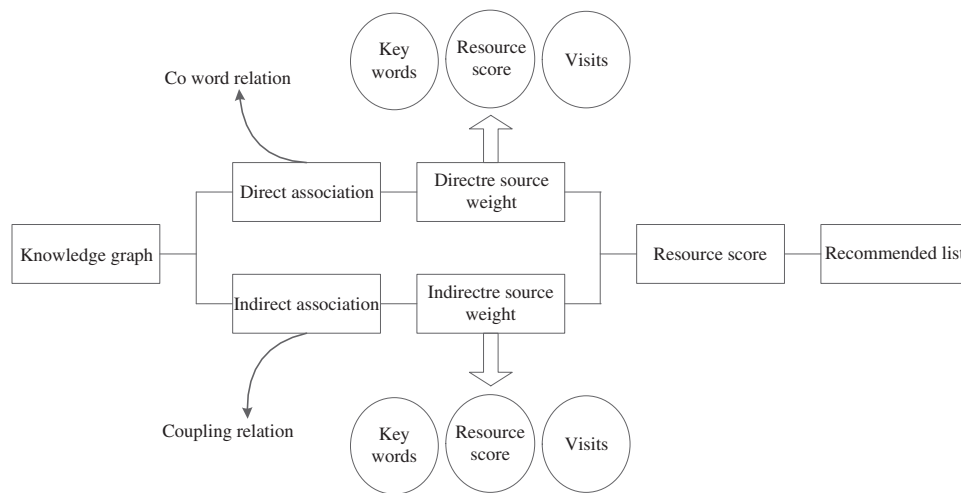 Key
words
Resource
score
Visits
Co word relation
Direct association
Directre source
weight
Knowledge graph
Resource score
Recommended list
Indirect association
Indirectre source
weight
Coupling relation
Key
words
Resource
score
Visits